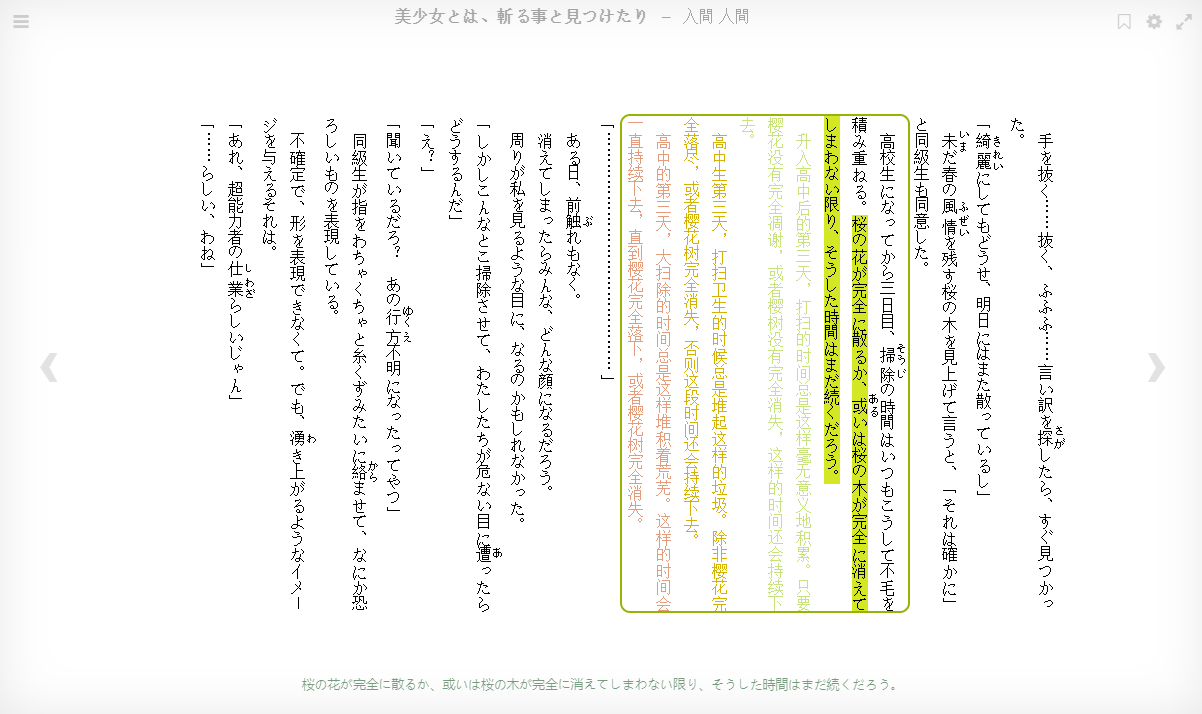 美少女とは、斬る事と見つけたり － 入間 人間
手を抜く……抜く、ふふふ……言い訳を探したら、すぐ見つかっ
た。
「綺麗にしてもどうせ、明日にはまた散っているし」
未だ春の風情を残す桜の木を見上げて言うと、「それは確かに」
と同級生も同意した。
高校生になってから三日目、掃除の時間はいつもこうして不毛を
積み重ねる。桜の花が完全に散るか、或いは桜の木が完全に消えて
しまわない限り、そうした時間はまだ続くだろう。
升入高中后的第三天，打扫的时间总是这样毫无意义地积累。只要
樱花没有完全凋谢，或者樱树没有完全消失，这样的时间还会持续下
去。
高中生第三天，打扫卫生的时候总是堆起这样的垃圾。除非樱花完
全落尽，或者樱花树完全消失，否则这段时间还会持续下去。
高中的第三天，大扫除的时间总是这样堆积着荒芜。这样的时间会
一直持续下去，直到樱花完全落下，或者樱花树完全消失。
「……………………………………………」
ある日、前触れもなく。
消えてしまったらみんな、どんな顔になるだろう。
周りが私を見るような目に、なるのかもしれなかった。
「しかしこんなとこ掃除させて、わたしたちが危ない目に遭ったら
どうするんだ」
「え？」
「聞いているだろ？　あの行方不明になったってやつ」
同級生が指をわちゃくちゃと糸くずみたいに絡ませて、なにか恐
ろしいものを表現している。
不確定で、形を表現できなくて。でも、湧き上がるようなイメー
ジを与えるそれは。
「あれ、超能力者の仕業らしいじゃん」
「……らしい、わね」
桜の花が完全に散るか、或いは桜の木が完全に消えてしまわない限り、そうした時間はまだ続くだろう。